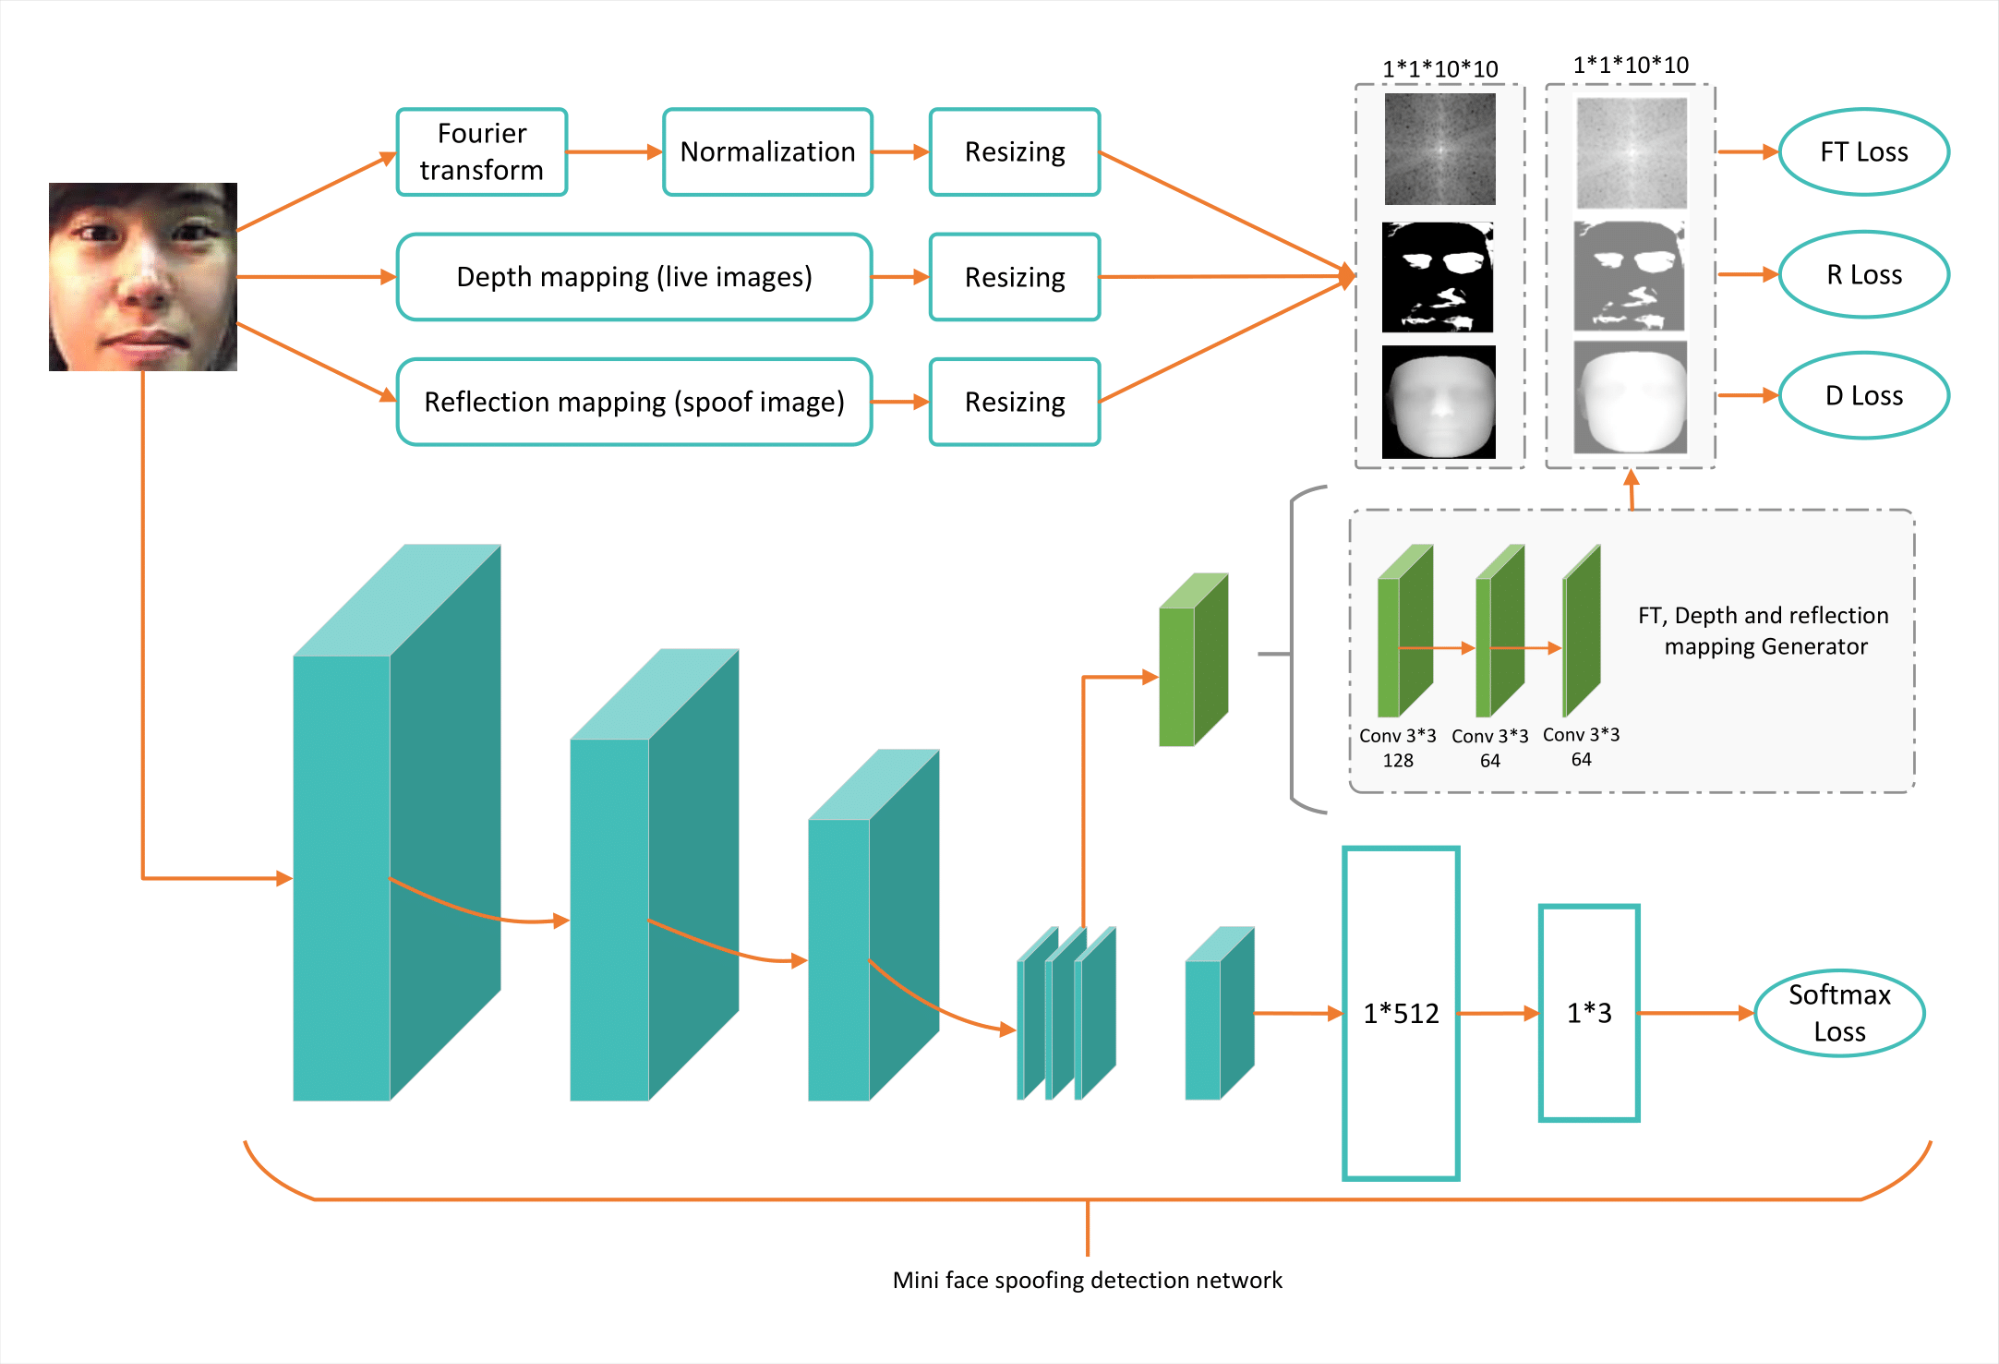 1*1*10*10
1*1*10*10
Fourier
transform
Normalization
Resizing
FT Loss
Depth mapping (live images)
Resizing
R Loss
Reflection mapping (spoof image)
Resizing
D Loss
FT, Depth and reflection
mapping Generator
Conv 3*3
128
Conv 3*3
64
Conv 3*3
64
1*512
1*3
Softmax
Loss
Mini face spoofing detection network